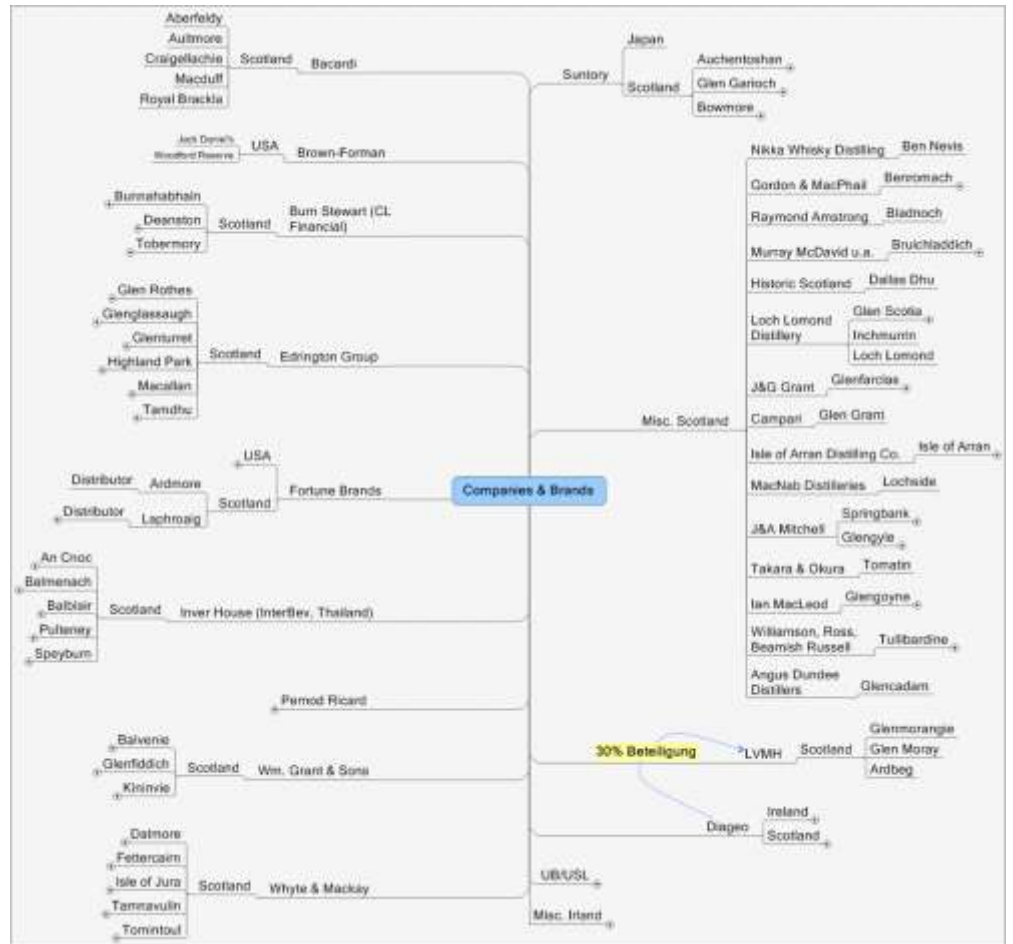 Aberfeldy
Aultmore
Craigellachie
Macduff
Royal Brackla
Scotland
Bacardi
Jack Daniel's
Woodford Reserve
USA
Brown-Forman
Bunnahabhain
Deanston
Tobermory
Scotland
Burn Stewart (CL
Financial)
Glen Rothes
Glenglassaugh
Glenturret
Highland Park
Macallan
Tamdhu
Scotland
Edrington Group
USA
Distributor
Ardmore
Distributor
Laphroaig
Scotland
Fortune Brands
An Cnoc
Balmenach
Balblair
Pulteney
Speyburn
Scotland
Inver House (InterBev, Thailand)
Pernod Ricard
Balvenie
Glenfiddich
Kininvie
Scotland
Wm. Grant & Sons
Dalmore
Fettercairn
Isle of Jura
Tamnavulin
Tomintoul
Scotland
Whyte & Mackay
Companies & Brands
Suntory
Japan
Scotland
Auchentoshan
Glen Garioch
Bowmore
Misc. Scotland
Nikka Whisky Distilling
Ben Nevis
Gordon & MacPhail
Benromach
Raymond Amstrong
Bladnoch
Murray McDavid u.a.
Bruichladdich
Historic Scotland
Dallas Dhu
Loch Lomond
Distillery
Glen Scotia
Inchmurrin
Loch Lomond
J&G Grant
Glenfarclas
Campari
Glen Grant
Isle of Arran Distilling Co.
Isle of Arran
MacNab Distilleries
Lochside
J&A Mitchell
Springbank
Glengyle
Takara & Okura
Tomatin
Ian MacLeod
Glengoyne
Williamson, Ross,
Beamish Russell
Tullibardine
Angus Dundee
Distillers
Glencadam
30% Beteiligung
LVMH
Scotland
Glenmorangie
Glen Moray
Ardbeg
Diageo
Ireland
Scotland
UB/USL
Misc. Irland